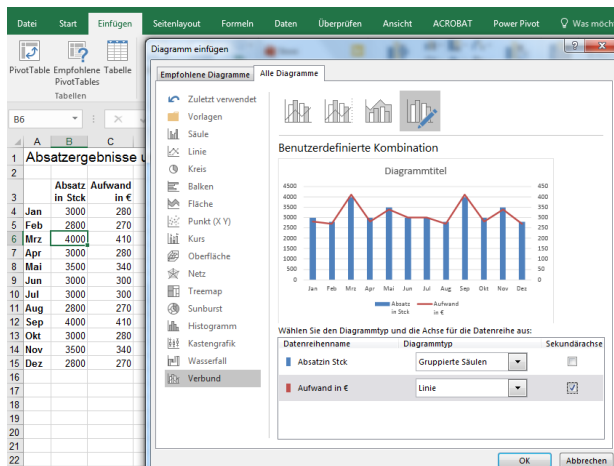 Datei Start Einfügen Seitenlayout Formeln Daten Überprüfen Ansicht ACROBAT Power Pivot Was möch
PivotTable Empfohlene Tabelle
PivotTables
Tabellen
B6
A B C
1 Absatzergebnisse u
2
Absatz Aufwand
3 in Stck in €
4 Jan 3000 280
5 Feb 2800 270
6 Mrz 4000 410
7 Apr 3000 280
8 Mai 3500 340
9 Jun 3000 300
10 Jul 3000 300
11 Aug 2800 270
12 Sep 4000 410
13 Okt 3000 280
14 Nov 3500 340
15 Dez 2800 270
16
17
18
19
20
21
22
Diagramm einfügen
Empfohlene Diagramme Alle Diagramme
Zuletzt verwendet
Vorlagen
Säule
Linie
Kreis
Balken
Fläche
Punkt (X Y)
Kurs
Oberfläche
Netz
Treemap
Sunburst
Histogramm
Kastengrafik
Wasserfall
Verbund
Benutzerdefinierte Kombination
Diagrammtitel
4500 450
4000 400
3500 350
3000 300
2500 250
2000 200
1500 150
1000 100
500 50
0 0
Jan Feb Mrz Apr Mai Jun Jul Aug Sep Okt Nov Dez
Absatz Aufwand
in Stck in €
Wählen Sie den Diagrammtyp und die Achse für die Datenreihe aus:
Datenreihenname Diagrammtyp Sekundärachse
Absatzin Stck Gruppierte Säulen
Aufwand in € Linie
OK Abbrechen